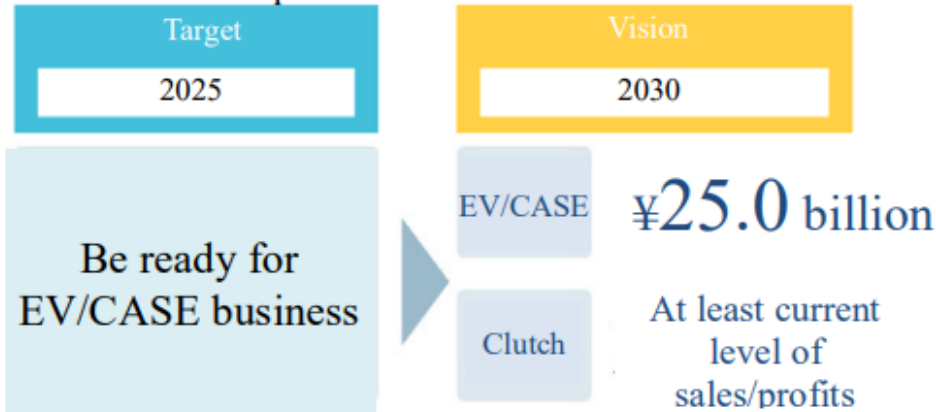 Target
Vision
2025
2030
EV/CASE
¥25.0 billion
Be ready for
EV/CASE business
Clutch
At least current
level of
sales/profits